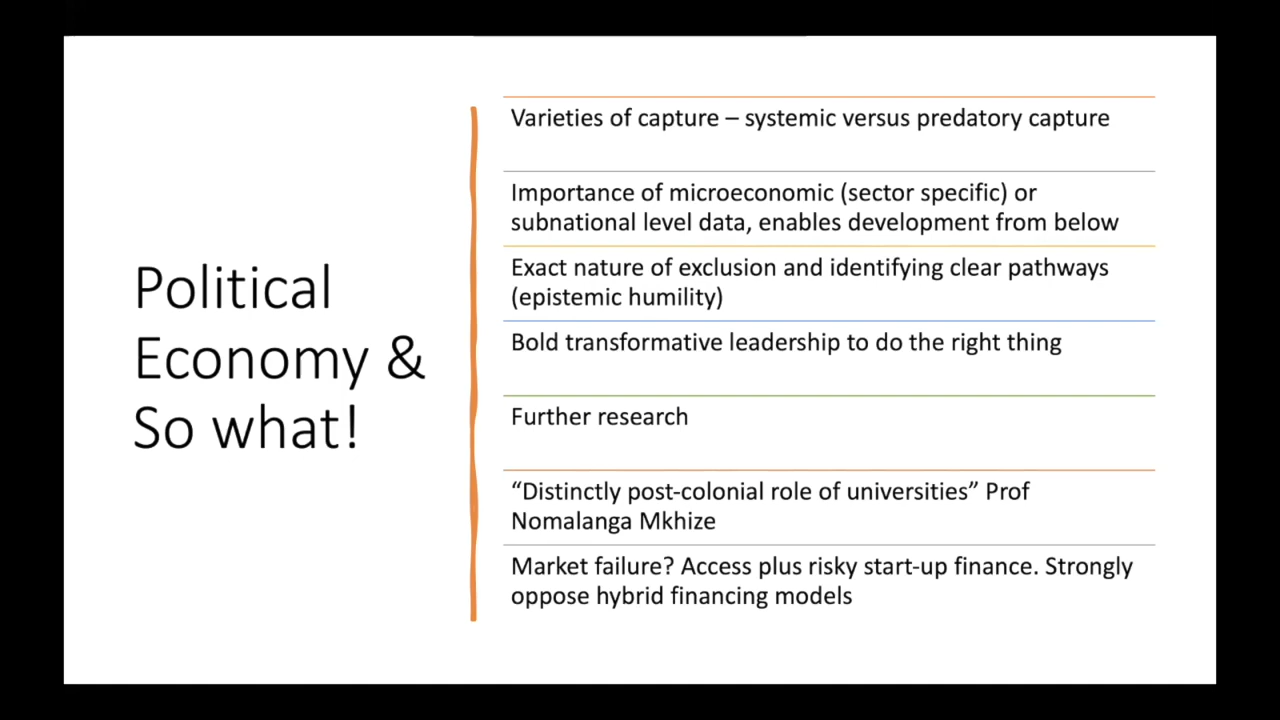 Political
Economy &
So what!
Varieties of capture – systemic versus predatory capture
Importance of microeconomic (sector specific) or
subnational level data, enables development from below
Exact nature of exclusion and identifying clear pathways
(epistemic humility)
Bold transformative leadership to do the right thing
Further research
“Distinctly post-colonial role of universities” Prof
Nomalanga Mkhize
Market failure? Access plus risky start-up finance. Strongly
oppose hybrid financing models